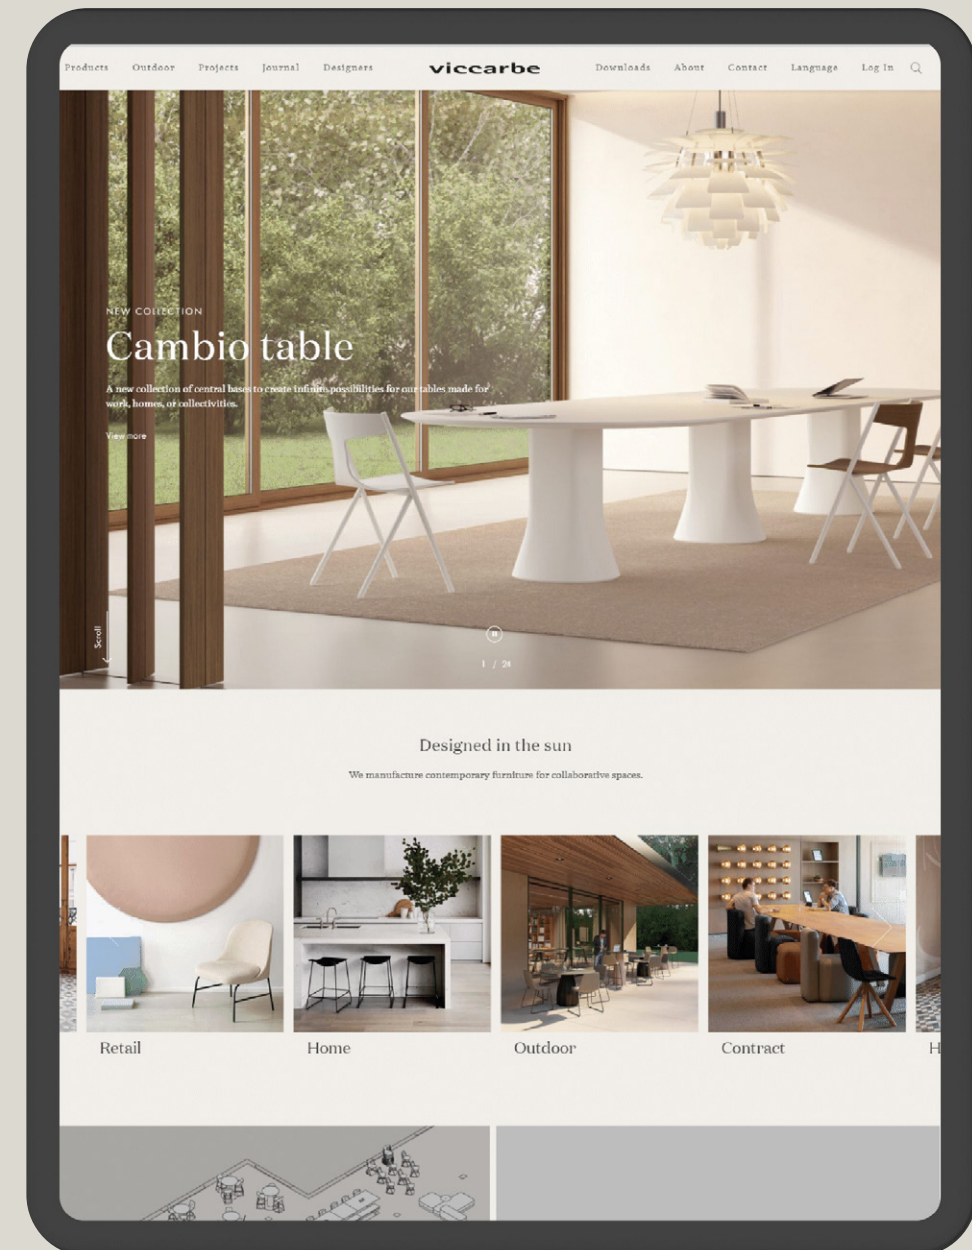 Products Outdoor Projects Journal Designers viccarbe Downloads About Contact Language Log In
NEW COLLECTION
Cambio table
A new collection of central bases to create infinite possibilities for our tables made for
work, homes, or collectivities.
View more
Scroll
1 / 24
Designed in the sun
We manufacture contemporary furniture for collaborative spaces.
Retail Home Outdoor Contract H